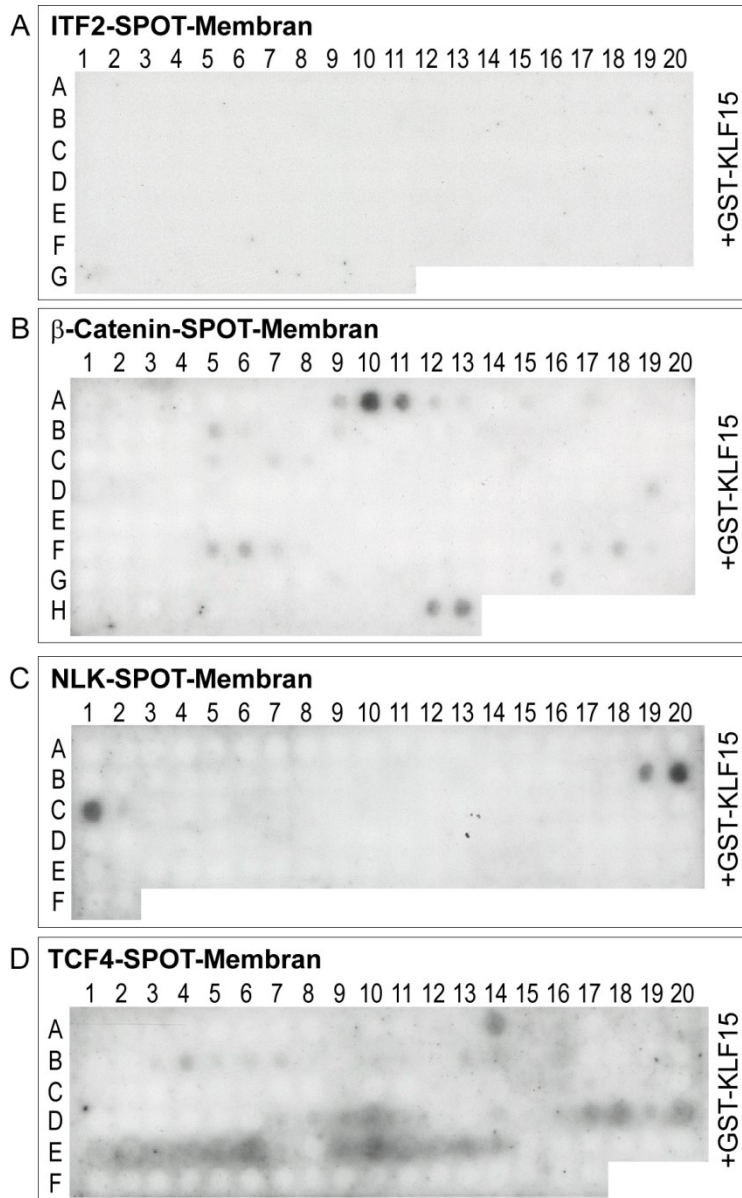 A ITF2-SPOT-Membran
1 2 3 4 5 6 7 8 9 10 11 12 13 14 15 16 17 18 19 20
A
B
C
D
E
F
G
+GST-KLF15
B β-Catenin-SPOT-Membran
1 2 3 4 5 6 7 8 9 10 11 12 13 14 15 16 17 18 19 20
A
B
C
D
E
F
G
H
+GST-KLF15
C NLK-SPOT-Membran
1 2 3 4 5 6 7 8 9 10 11 12 13 14 15 16 17 18 19 20
A
B
C
D
E
F
+GST-KLF15
D TCF4-SPOT-Membran
1 2 3 4 5 6 7 8 9 10 11 12 13 14 15 16 17 18 19 20
A
B
C
D
E
F
+GST-KLF15